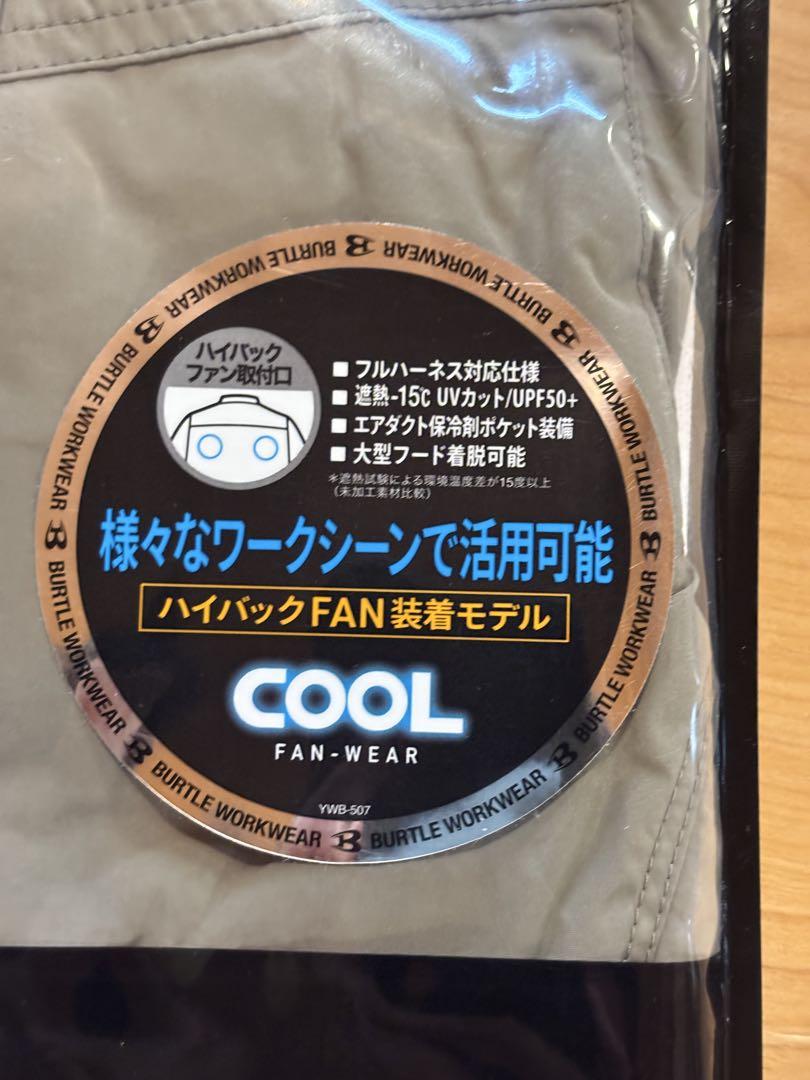 ハイバック
ファン取付口
■ フルハーネス対応仕様
■ 遮熱-15℃ UVカット/UPF50+
■ エアダクト保冷剤ポケット装備
■ 大型フード着脱可能
※遮熱試験による環境温度差が15度以上
(未加工素材比較)
様々なワークシーンで活用可能
ハイバックFAN装着モデル
COOL
FAN-WEAR
YWB-507
BURTLE WORKWEAR
BURTLE WORKWEAR
BURTLE WORKWEAR
BURTLE WORKWEAR
BURTLE WORKWEAR
BURTLE WORKWEAR
BURTLE WORKWEAR
BURTLE WORKWEAR